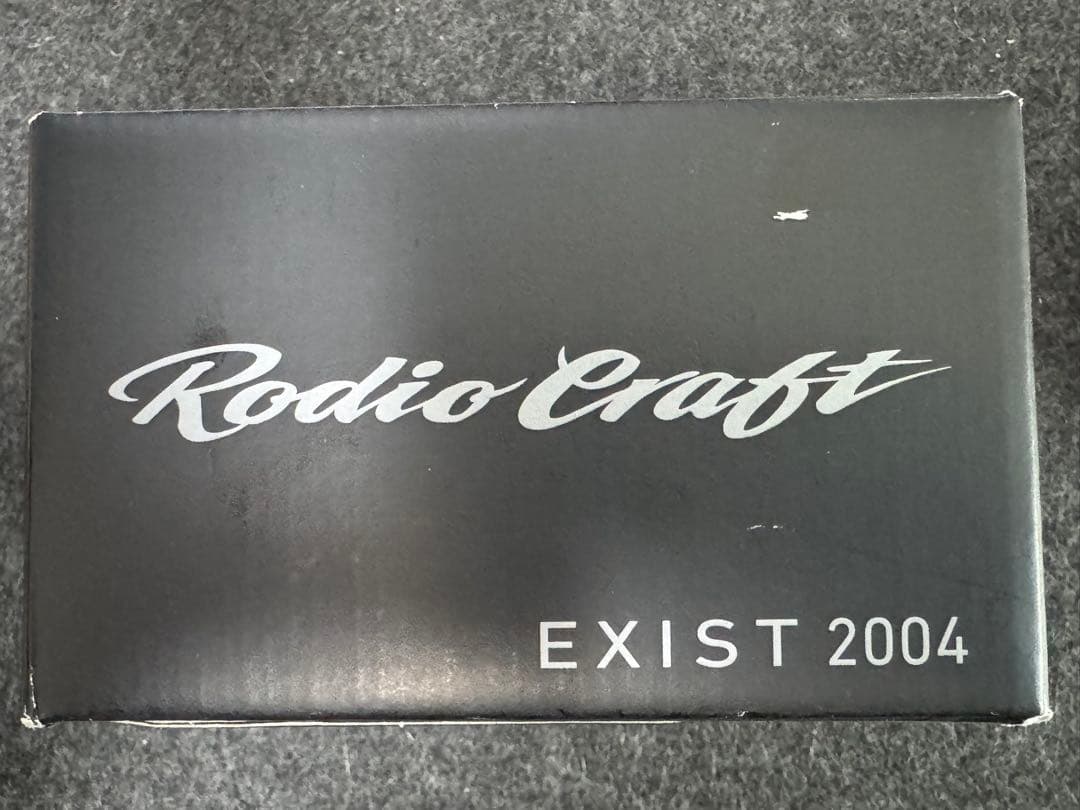 Rodio Craft
EXIST 2004